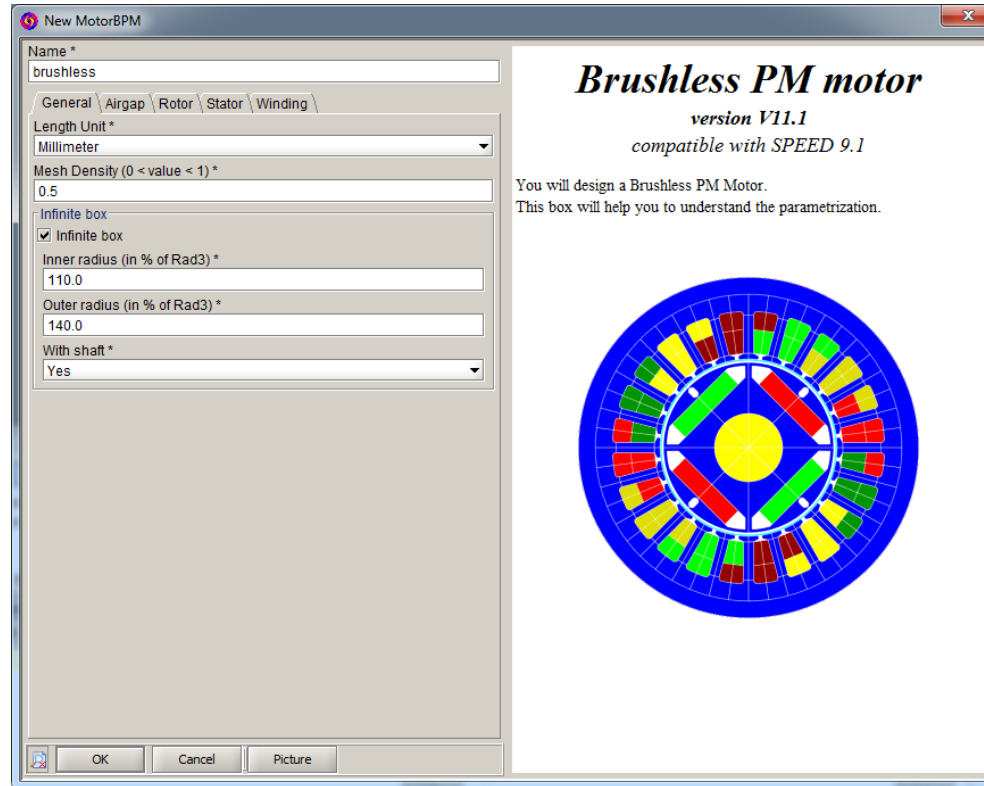 New MotorBPM
Name *
brushless
General Airgap Rotor Stator Winding
Length Unit *
Millimeter
Mesh Density (0 < value < 1) *
0.5
Infinite box
Infinite box
Inner radius (in % of Rad3) *
110.0
Outer radius (in % of Rad3) *
140.0
With shaft *
Yes
OK Cancel Picture
Brushless PM motor
version V11.1
compatible with SPEED 9.1
You will design a Brushless PM Motor.
This box will help you to understand the parametrization.